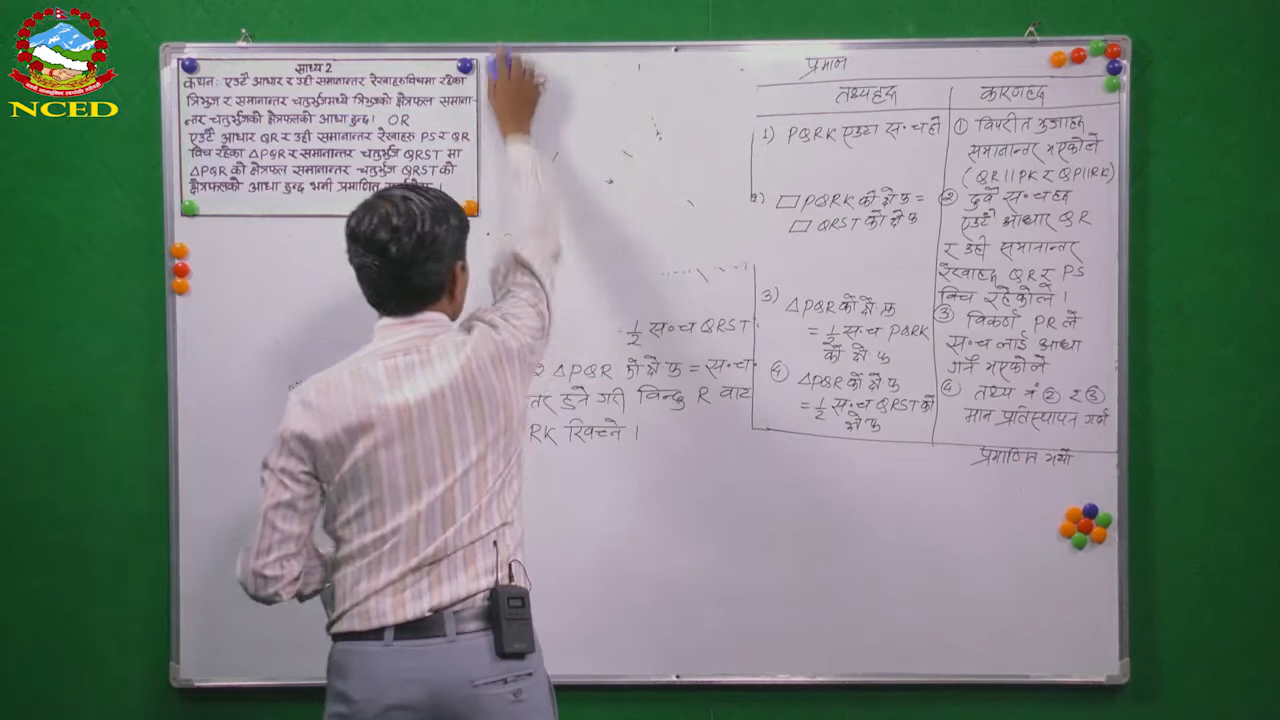 NCED
साध्य 2
कथन: एउटै आधार र उही समानान्तर रेखाहरुबिचमा रहेका
त्रिभुज र समानान्तर चतुर्भुजमध्ये त्रिभुजको क्षेत्रफल समाना-
न्तर चतुर्भुजको क्षेत्रफलको आधा हुन्छ। OR
एउटै आधार QR र उही समानान्तर रेखाहरु PS र QR
बिच रहेका △PQR र समानान्तर चतुर्भुज QRST मा
△PQR को क्षेत्रफल समानान्तर चतुर्भुज QRST को
क्षेत्रफलको आधा हुन्छ भनी प्रमाणित
1/2 स॰च QRST
△PQR को क्षे फ = स॰च
हुने गरी बिन्दु R बाट
RK खिच्ने ।
प्रमाण
तथ्यहरु
1) PQRK एउटा स॰च हो
2) ▱PQRK को क्षे फ =
▱QRST को क्षे फ
3) △PQR को क्षे फ
= 1/2 स॰च PQRK
को क्षे फ
④ △PQR को क्षे फ
= 1/2 स॰च QRST को
क्षे फ
कारणहरु
① विपरीत भुजाहरु
समानान्तर भएकोले
(QR||PK र QP||RK)
② दुवै स॰चहरु
एउटै आधार QR
र उही समानान्तर
रेखाहरु QR र PS
बिच रहेकोले ।
③ विकर्ण PR ले
स॰च लाई आधा
गर्ने भएकोले
④ तथ्य नं ② र ③
मान प्रतिस्थापन गर्दा
प्रमाणित भयो